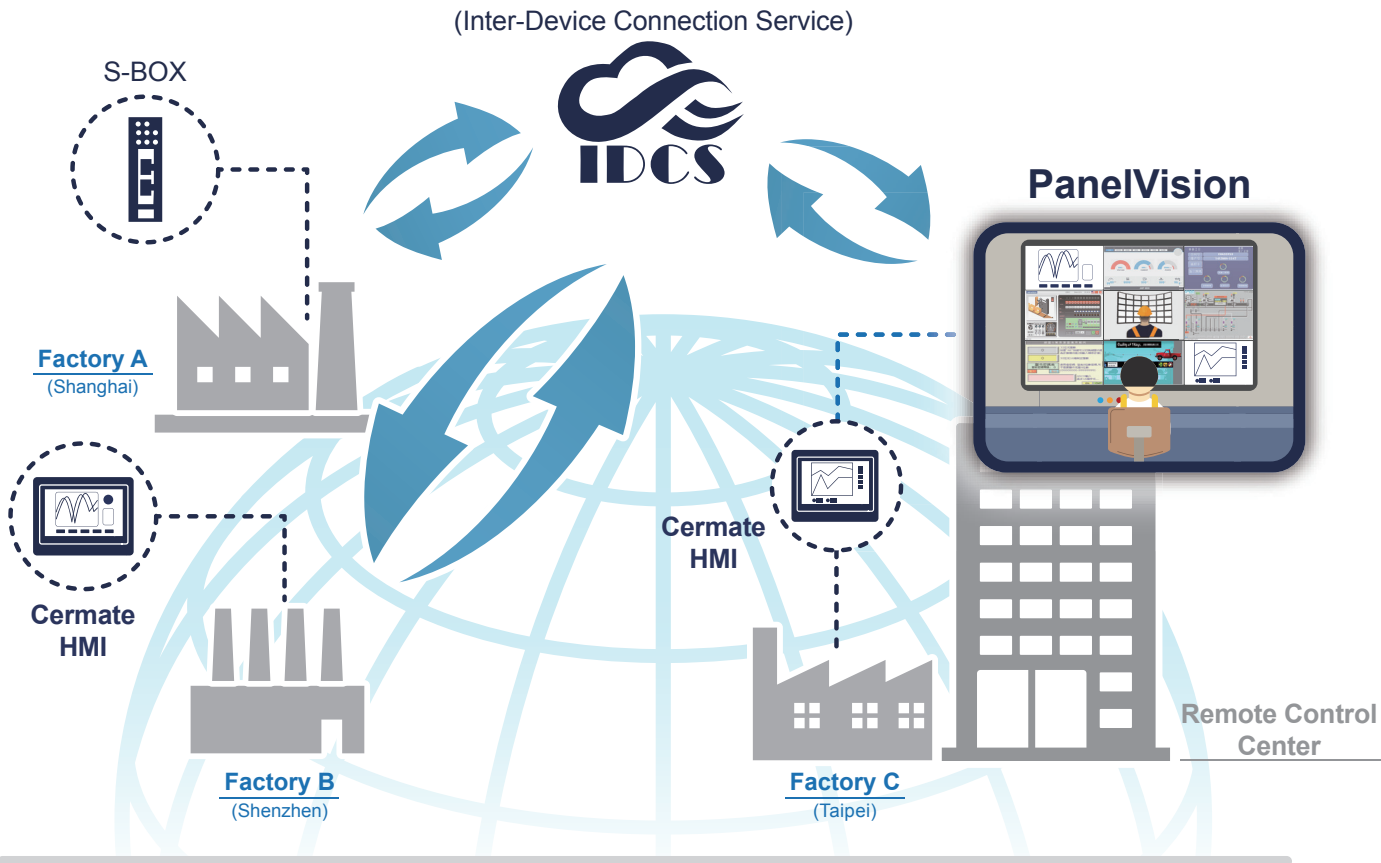 (Inter-Device Connection Service)
IDCS
S-BOX
PanelVision
Factory A
(Shanghai)
Cermate
HMI
Cermate
HMI
Factory B
(Shenzhen)
Factory C
(Taipei)
Remote Control
Center